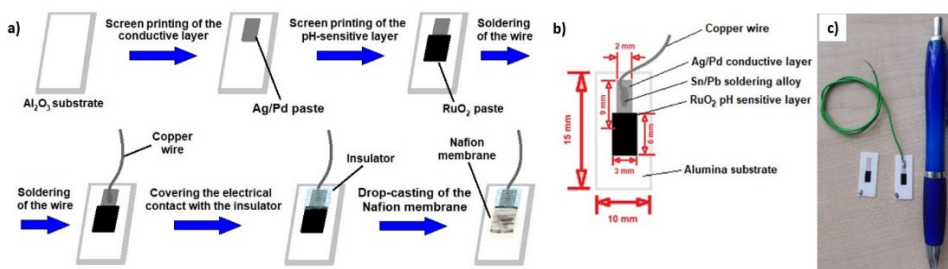 a)
Screen printing of the
conductive layer
Screen printing of the
pH-sensitive layer
Soldering
of the wire
Al₂O₃ substrate
Ag/Pd paste
RuO₂ paste
Copper
wire
Soldering
of the wire
Covering the electrical
contact with the insulator
Insulator
Drop-casting of the
Nafion membrane
Nafion
membrane
b)
2 mm
Copper wire
Ag/Pd conductive layer
Sn/Pb soldering alloy
RuO₂ pH sensitive layer
9 mm
15 mm
6 mm
3 mm
Alumina substrate
10 mm
c)